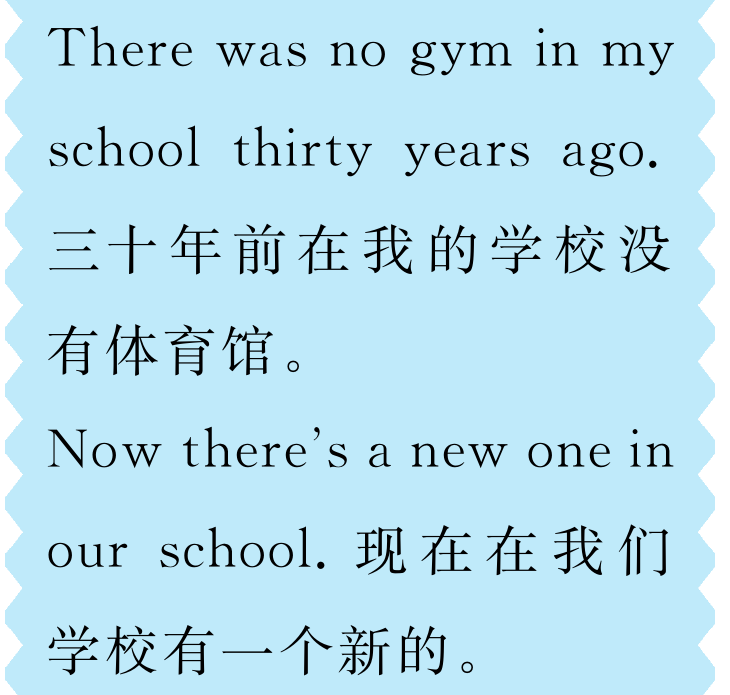 There was no gym in my
school thirty years ago.
三十年前在我的学校没
有体育馆。
Now there’s a new one in
our school. 现在在我们
学校有一个新的。